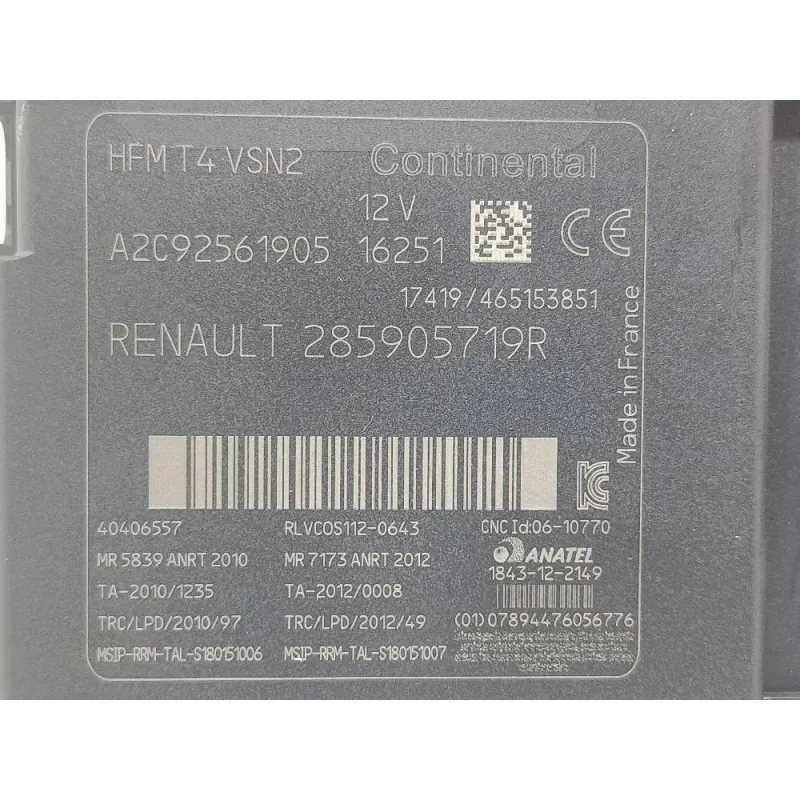 HFM T4 VSN2 Continental
12 V
A2C92561905 16251 CE
17419/465153851
RENAULT 285905719R
Made in France
40406557 RLVCOS112-0643 CNC Id:06-10770
MR 5839 ANRT 2010 MR 7173 ANRT 2012 ANATEL
TA-2010/1235 TA-2012/0008 1843-12-2149
TRC/LPD/2010/97 TRC/LPD/2012/49 (01)07894476056776
MSIP-RRM-TAL-S180151006 MSIP-RRM-TAL-S180151007